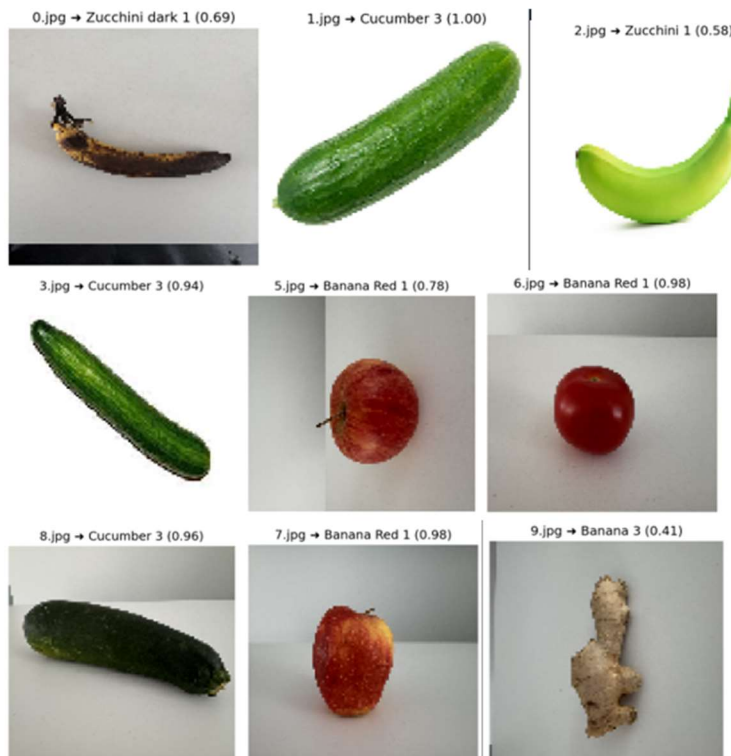 0.jpg ➔ Zucchini dark 1 (0.69)
1.jpg ➔ Cucumber 3 (1.00)
2.jpg ➔ Zucchini 1 (0.58)
3.jpg ➔ Cucumber 3 (0.94)
5.jpg ➔ Banana Red 1 (0.78)
6.jpg ➔ Banana Red 1 (0.98)
8.jpg ➔ Cucumber 3 (0.96)
7.jpg ➔ Banana Red 1 (0.98)
9.jpg ➔ Banana 3 (0.41)